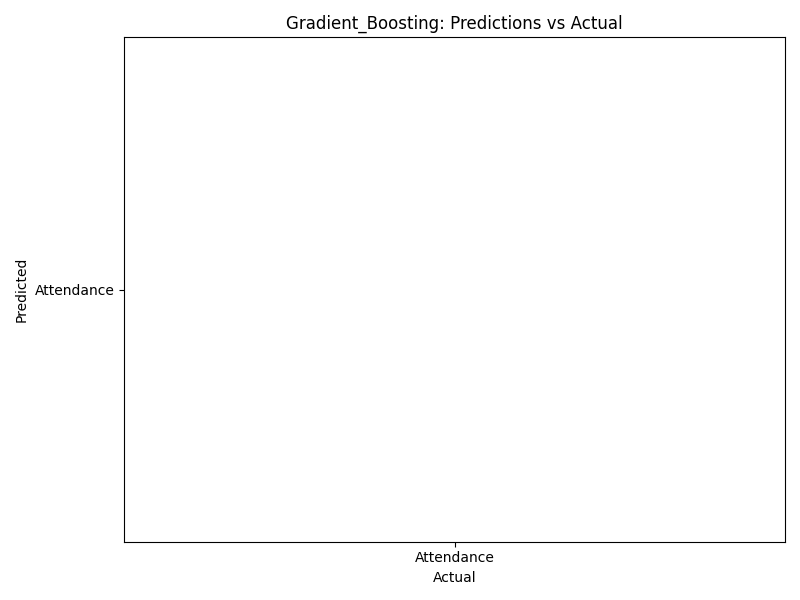 Gradient_Boosting: Predictions vs Actual
Predicted
Attendance
Attendance
Actual